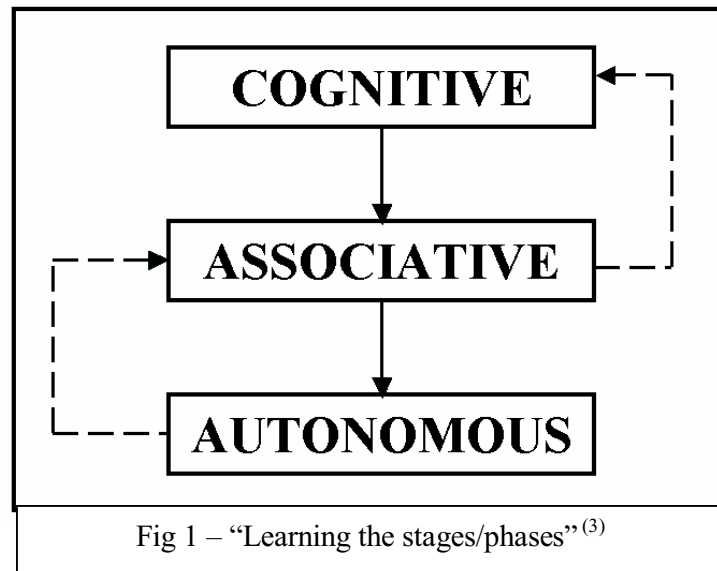 COGNITIVE
ASSOCIATIVE
AUTONOMOUS
Fig 1 – “Learning the stages/phases” (3)